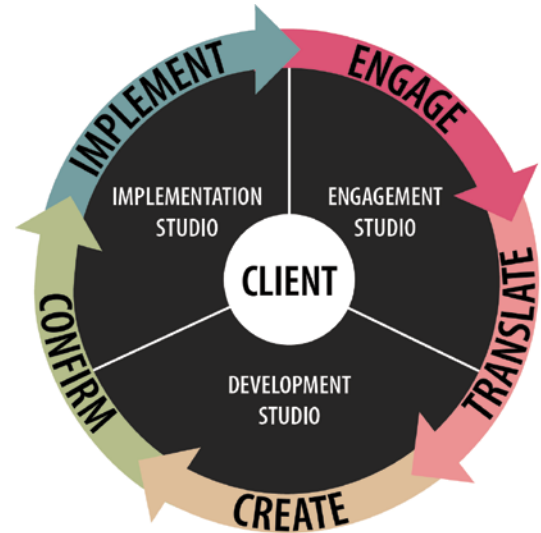 IMPLEMENT
ENGAGE
IMPLEMENTATION
STUDIO
ENGAGEMENT
STUDIO
CLIENT
TRANSLATE
CONFIRM
DEVELOPMENT
STUDIO
CREATE